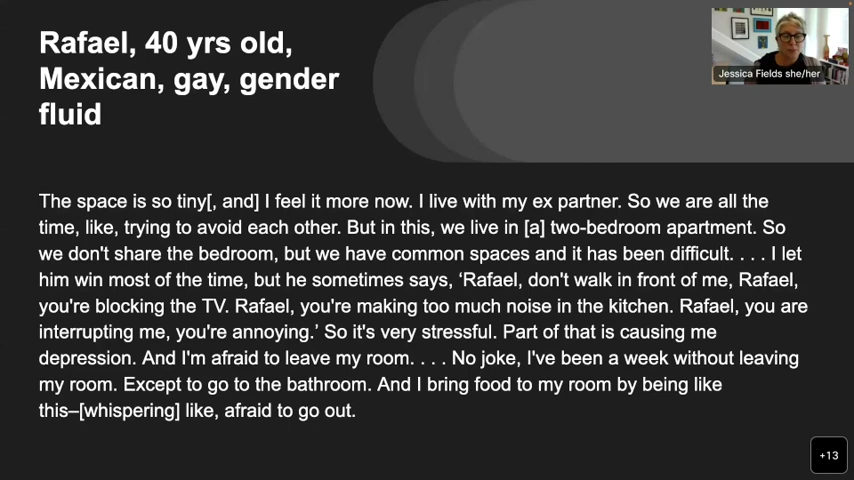 Rafael, 40 yrs old,
Mexican, gay, gender
fluid
Jessica Fields she/her
The space is so tiny[, and] I feel it more now. I live with my ex partner. So we are all the
time, like, trying to avoid each other. But in this, we live in [a] two-bedroom apartment. So
we don't share the bedroom, but we have common spaces and it has been difficult. . . . I let
him win most of the time, but he sometimes says, ‘Rafael, don't walk in front of me, Rafael,
you're blocking the TV. Rafael, you're making too much noise in the kitchen. Rafael, you are
interrupting me, you're annoying.’ So it's very stressful. Part of that is causing me
depression. And I'm afraid to leave my room. . . . No joke, I've been a week without leaving
my room. Except to go to the bathroom. And I bring food to my room by being like
this–[whispering] like, afraid to go out.
+13